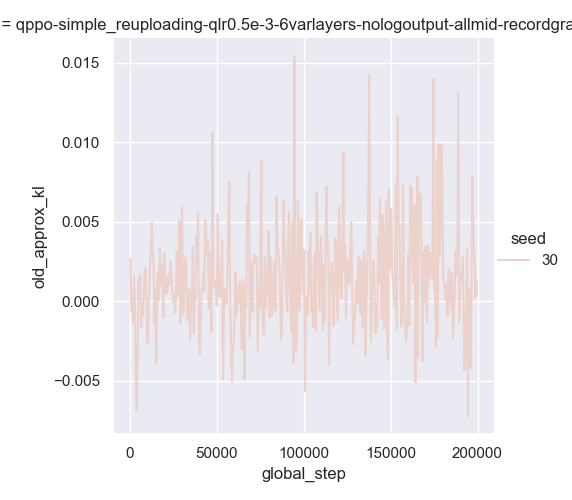 = qppo-simple_reuploading-qlr0.5e-3-6varlayers-nologoutput-allmid-recordgra
0.015
0.010
0.005
0.000
−0.005
old_approx_kl
0
50000
100000
150000
200000
global_step
seed
30